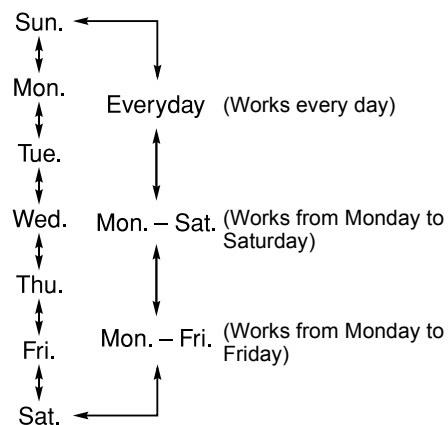 Sun.
Mon.
Everyday (Works every day)
Tue.
Wed.
Mon. – Sat. (Works from Monday to
Saturday)
Thu.
Mon. – Fri. (Works from Monday to
Friday)
Fri.
Sat.